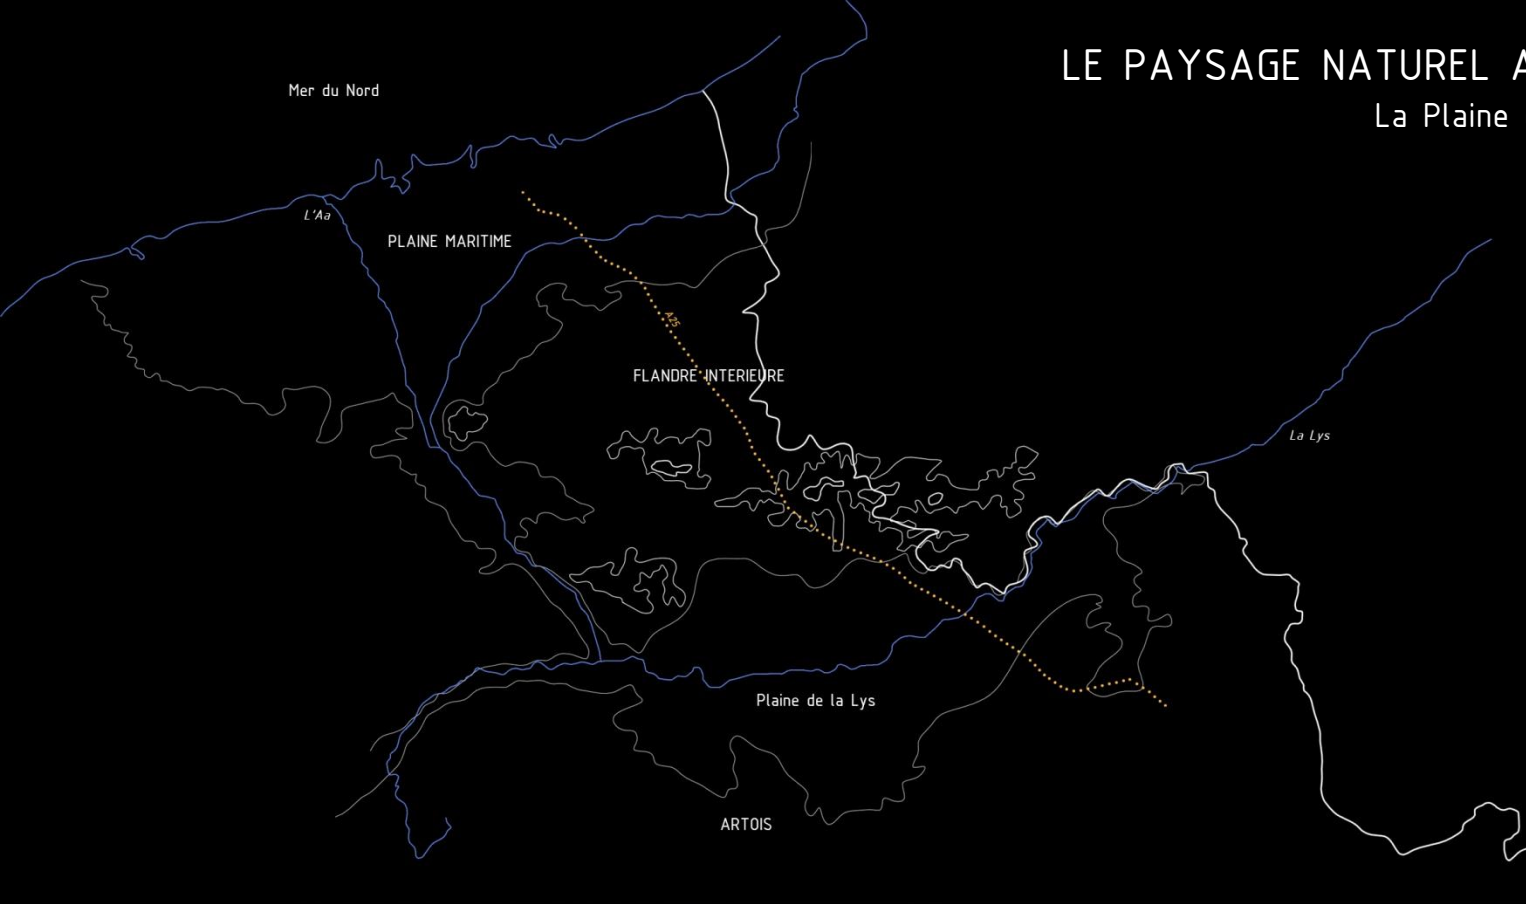 LE PAYSAGE NATUREL A
La Plaine
Mer du Nord
L'Aa
PLAINE MARITIME
A25
FLANDRE INTERIEURE
La Lys
Plaine de la Lys
ARTOIS